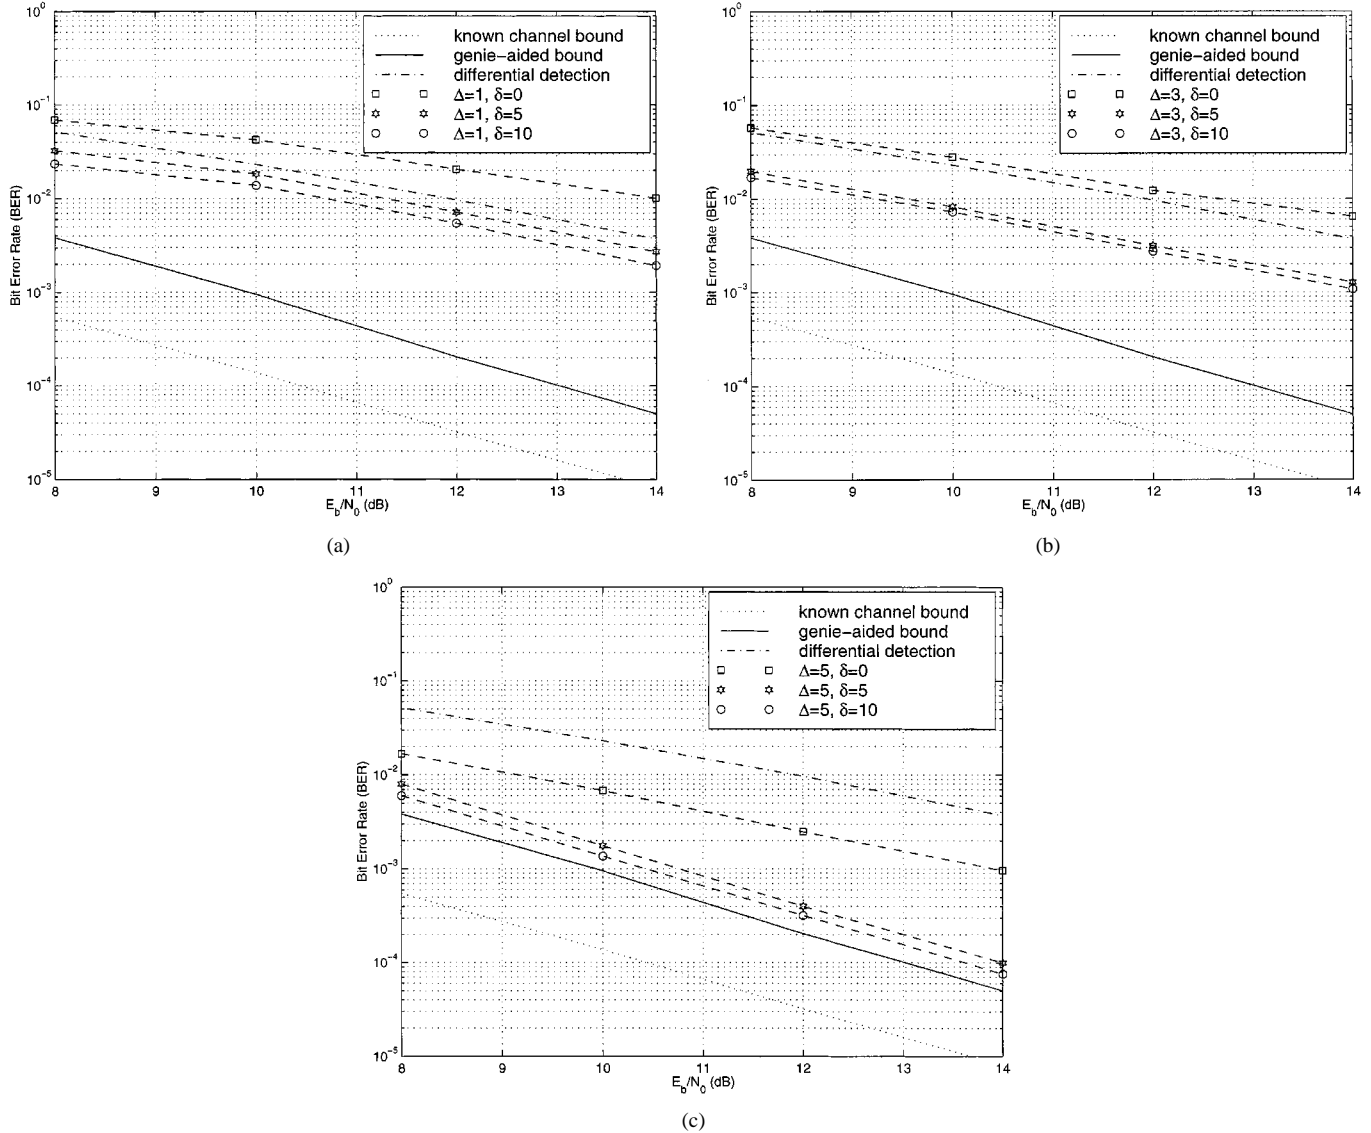 known channel bound
genie−aided bound
differential detection
Δ=1, δ=0
Δ=1, δ=5
Δ=1, δ=10
10⁰
10⁻¹
10⁻²
10⁻³
10⁻⁴
10⁻⁵
Bit Error Rate (BER)
8 9 10 11 12 13 14
E_b/N_0 (dB)
(a)
known channel bound
genie−aided bound
differential detection
Δ=3, δ=0
Δ=3, δ=5
Δ=3, δ=10
10⁰
10⁻¹
10⁻²
10⁻³
10⁻⁴
10⁻⁵
Bit Error Rate (BER)
8 9 10 11 12 13 14
E_b/N_0 (dB)
(b)
known channel bound
genie−aided bound
differential detection
Δ=5, δ=0
Δ=5, δ=5
Δ=5, δ=10
10⁰
10⁻¹
10⁻²
10⁻³
10⁻⁴
10⁻⁵
Bit Error Rate (BER)
8 9 10 11 12 13 14
E_b/N_0 (dB)
(c)